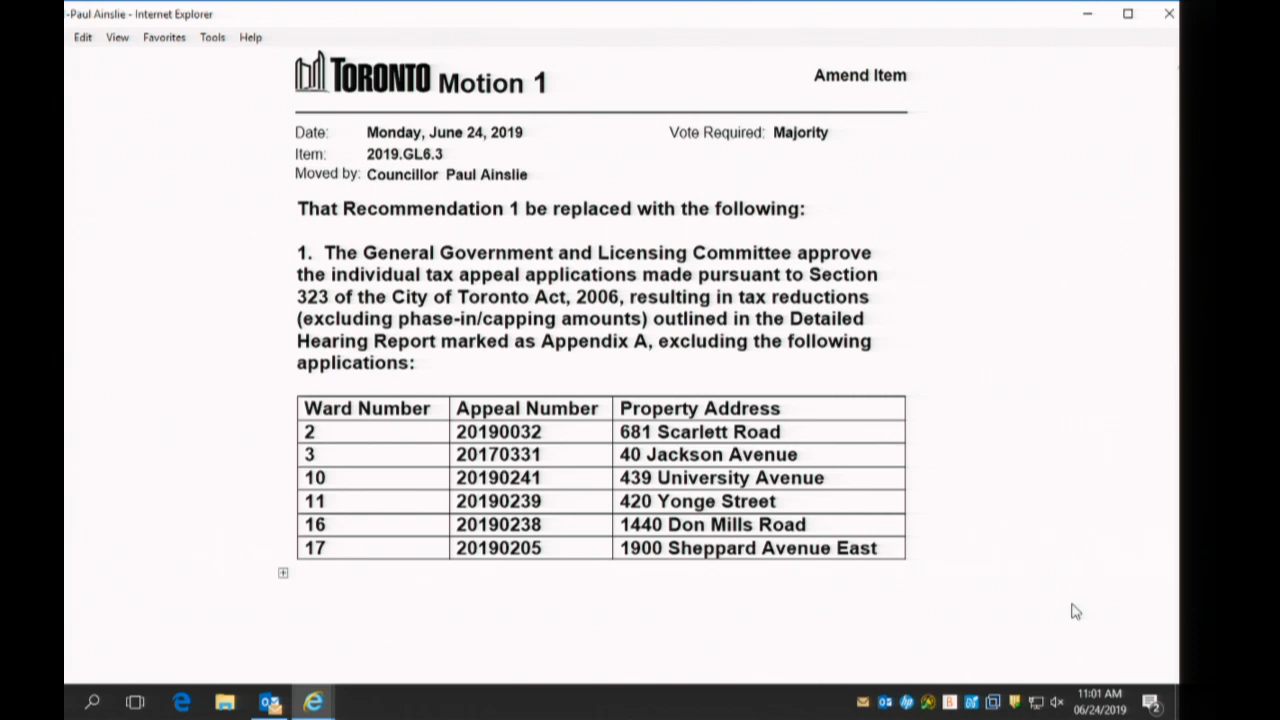 -Paul Ainslie - Internet Explorer
Edit View Favorites Tools Help
TORONTO Motion 1 Amend Item
Date: Monday, June 24, 2019 Vote Required: Majority
Item: 2019.GL6.3
Moved by: Councillor Paul Ainslie
That Recommendation 1 be replaced with the following:
1. The General Government and Licensing Committee approve
the individual tax appeal applications made pursuant to Section
323 of the City of Toronto Act, 2006, resulting in tax reductions
(excluding phase-in/capping amounts) outlined in the Detailed
Hearing Report marked as Appendix A, excluding the following
applications:
Ward Number Appeal Number Property Address
2 20190032 681 Scarlett Road
3 20170331 40 Jackson Avenue
10 20190241 439 University Avenue
11 20190239 420 Yonge Street
16 20190238 1440 Don Mills Road
17 20190205 1900 Sheppard Avenue East
11:01 AM
06/24/2019
2